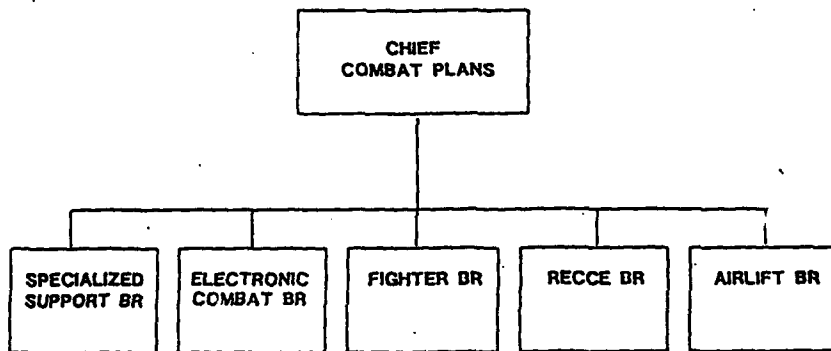 CHIEF
COMBAT PLANS
SPECIALIZED
SUPPORT BR
ELECTRONIC
COMBAT BR
FIGHTER BR
RECCE BR
AIRLIFT BR